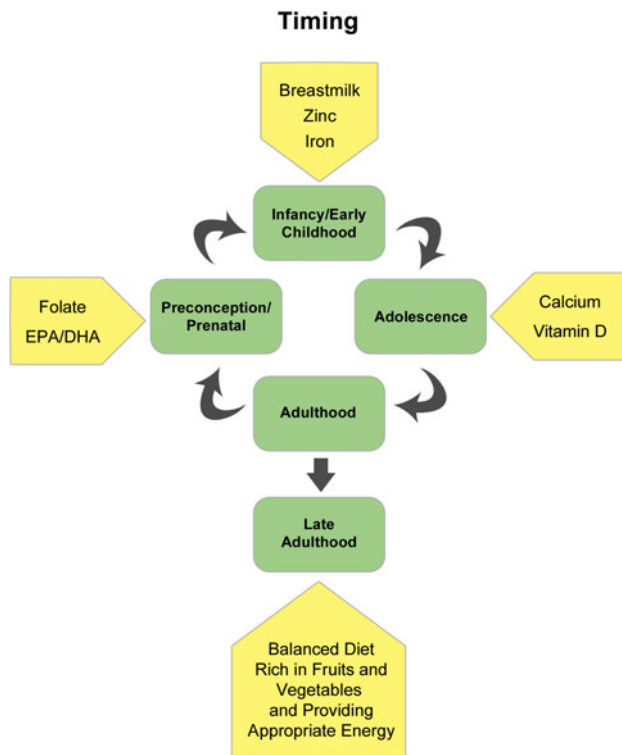 Timing
Breastmilk
Zinc
Iron
Infancy/Early
Childhood
Folate
EPA/DHA
Preconception/
Prenatal
Adolescence
Calcium
Vitamin D
Adulthood
Late
Adulthood
Balanced Diet
Rich in Fruits and
Vegetables
and Providing
Appropriate Energy